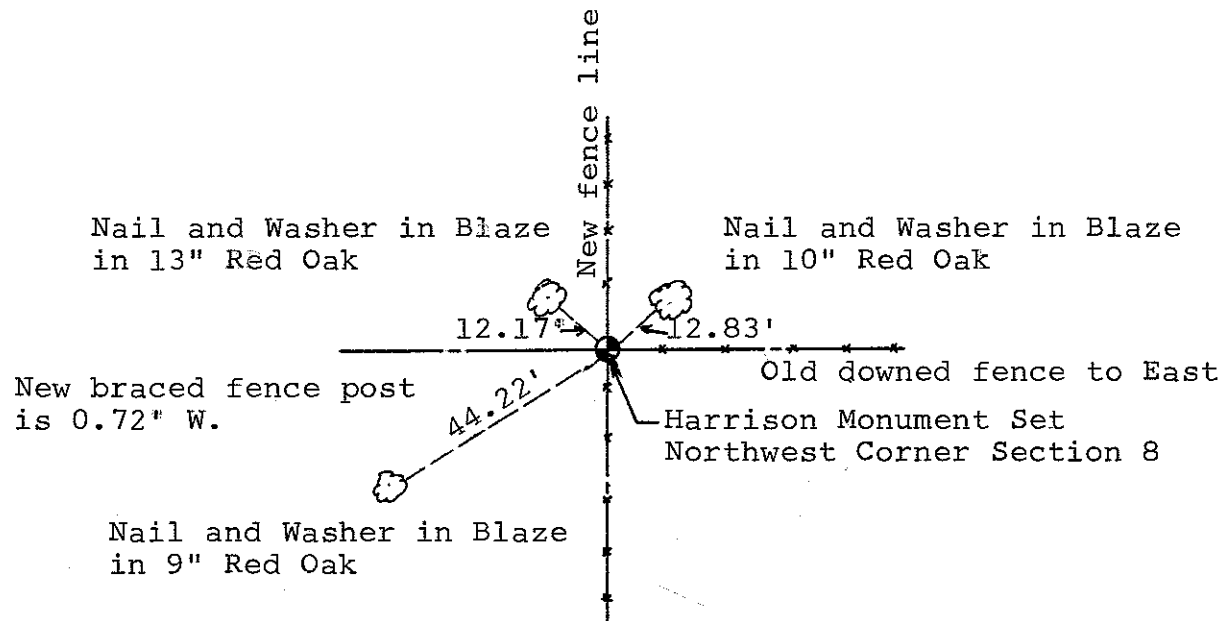 New fence line
Nail and Washer in Blaze
in 13" Red Oak
Nail and Washer in Blaze
in 10" Red Oak
12.17"
12.83'
Old downed fence to East
New braced fence post
is 0.72" W.
44.22'
Harrison Monument Set
Northwest Corner Section 8
Nail and Washer in Blaze
in 9" Red Oak